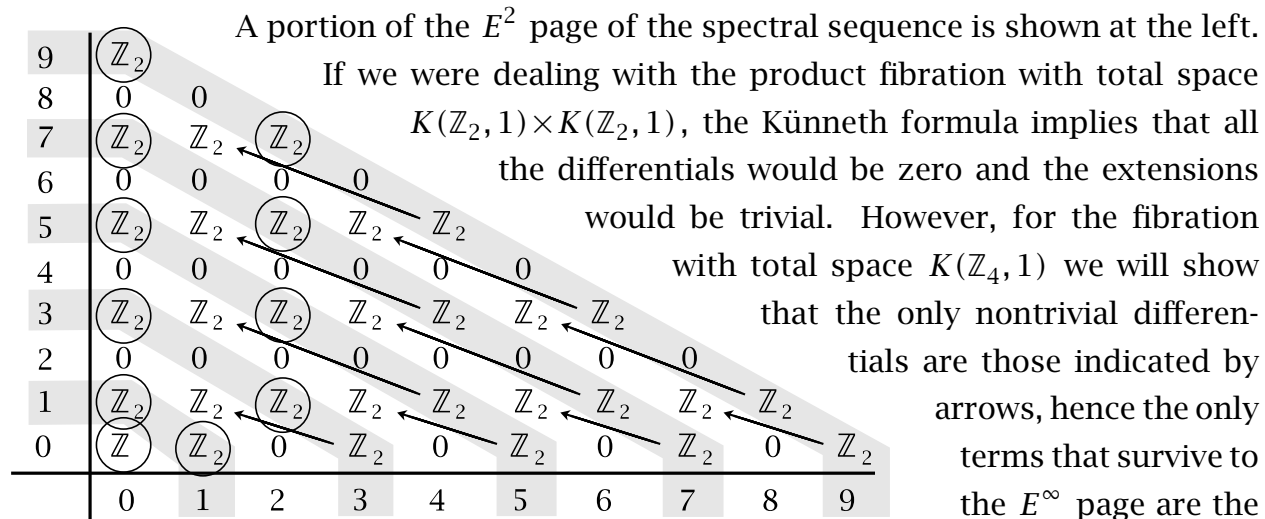 A portion of the E² page of the spectral sequence is shown at the left.
If we were dealing with the product fibration with total space
K(ℤ₂, 1)×K(ℤ₂, 1), the Künneth formula implies that all
the differentials would be zero and the extensions
would be trivial. However, for the fibration
with total space K(ℤ₄, 1) we will show
that the only nontrivial differen-
tials are those indicated by
arrows, hence the only
terms that survive to
the E^∞ page are the
9 ℤ₂
8 0 0
7 ℤ₂ ℤ₂ ℤ₂
6 0 0 0 0
5 ℤ₂ ℤ₂ ℤ₂ ℤ₂ ℤ₂
4 0 0 0 0 0 0
3 ℤ₂ ℤ₂ ℤ₂ ℤ₂ ℤ₂ ℤ₂ ℤ₂
2 0 0 0 0 0 0 0 0
1 ℤ₂ ℤ₂ ℤ₂ ℤ₂ ℤ₂ ℤ₂ ℤ₂ ℤ₂ ℤ₂
0 ℤ ℤ₂ 0 ℤ₂ 0 ℤ₂ 0 ℤ₂ 0 ℤ₂
0 1 2 3 4 5 6 7 8 9